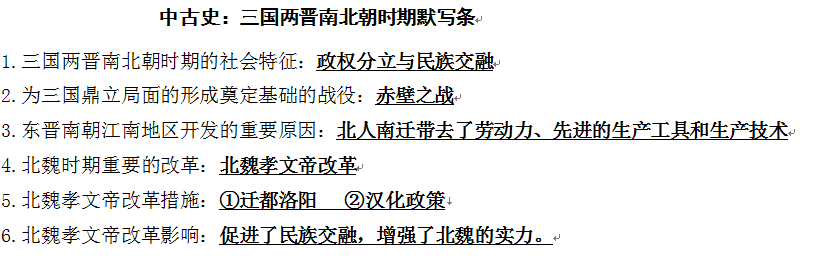 中古史：三国两晋南北朝时期默写条
1.三国两晋南北朝时期的社会特征：政权分立与民族交融
2.为三国鼎立局面的形成奠定基础的战役：赤壁之战
3.东晋南朝江南地区开发的重要原因：北人南迁带去了劳动力、先进的生产工具和生产技术
4.北魏时期重要的改革：北魏孝文帝改革
5.北魏孝文帝改革措施：①迁都洛阳 ②汉化政策
6.北魏孝文帝改革影响：促进了民族交融，增强了北魏的实力。